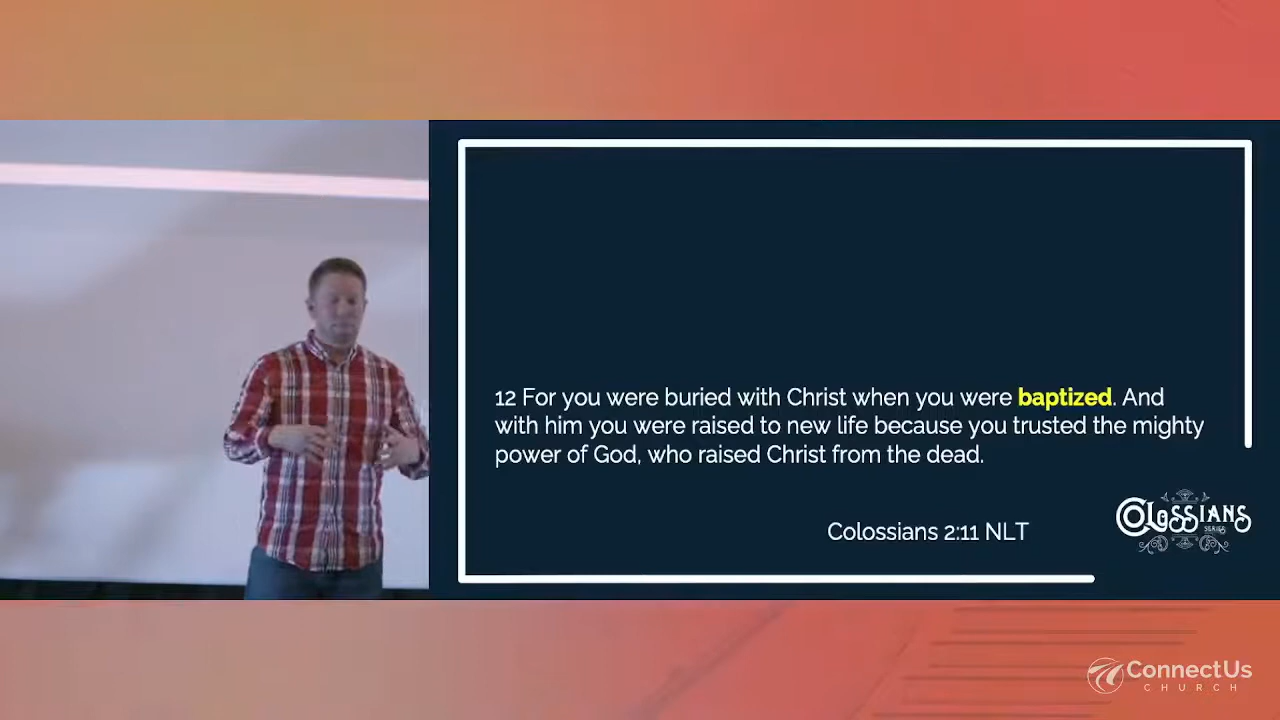 12 For you were buried with Christ when you were baptized. And
with him you were raised to new life because you trusted the mighty
power of God, who raised Christ from the dead.
Colossians 2:11 NLT
COLOSSIANS
SERIES
ConnectUs
CHURCH